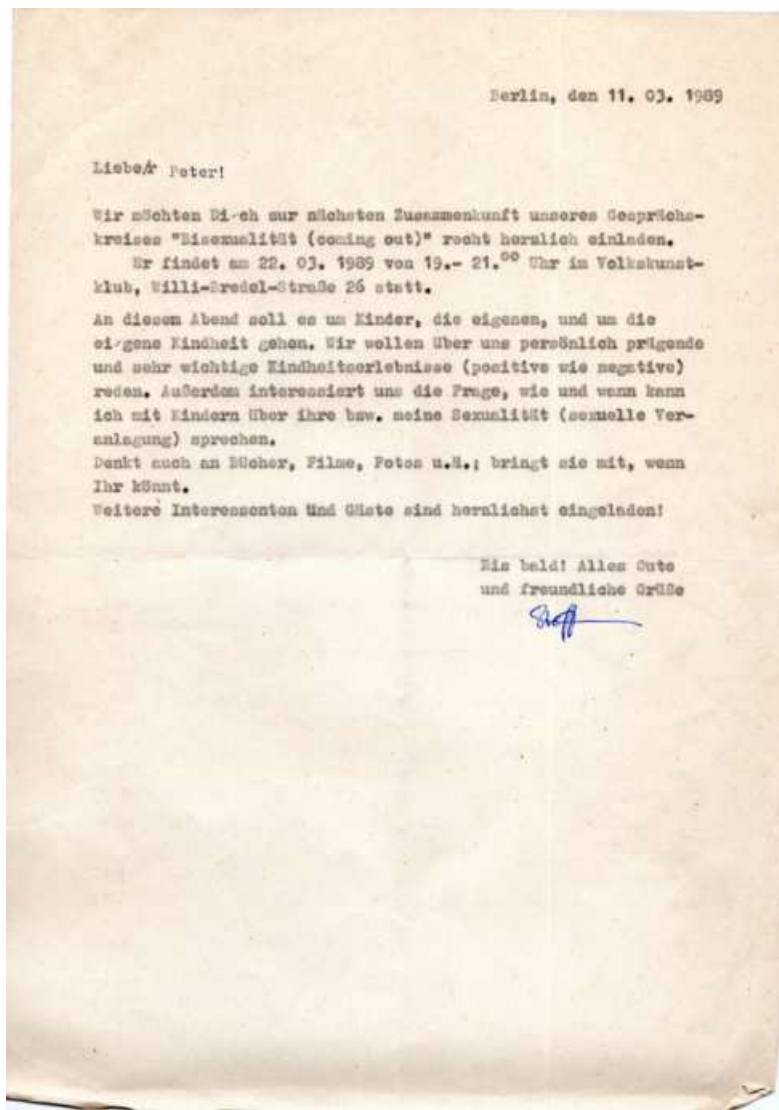 Berlin, den 11. 03. 1989
Liebe/r Peter!
Wir möchten Dich zur nächsten Zusammenkunft unseres Gesprächs-
kreises "Bisexualität (coming out)" recht herzlich einladen.
Er findet am 22. 03. 1989 von 19.- 21.00 Uhr im Volkskunst-
klub, Willi-Bredel-Straße 26 statt.
An diesem Abend soll es um Kinder, die eigenen, und um die
eigene Kindheit gehen. Wir wollen über uns persönlich prägende
und sehr wichtige Kindheitserlebnisse (positive wie negative)
reden. Außerdem interessiert uns die Frage, wie und wann kann
ich mit Kindern über ihre bzw. meine Sexualität (sexuelle Ver-
anlagung) sprechen.
Denkt auch an Bücher, Filme, Fotos u.ä.; bringt sie mit, wenn
Ihr könnt.
Weitere Interessenten und Gäste sind herzlichst eingeladen!
Bis bald! Alles Gute
und freundliche Grüße